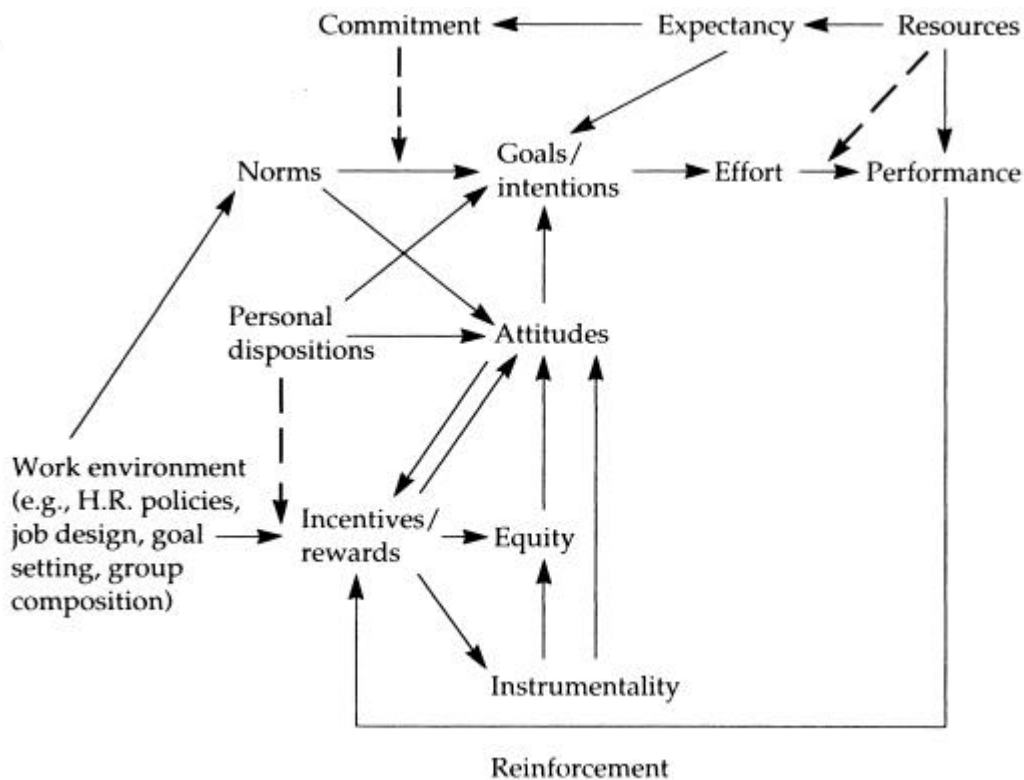 Commitment
Expectancy
Resources
Norms
Goals/
intentions
Effort
Performance
Personal
dispositions
Attitudes
Work environment
(e.g., H.R. policies,
job design, goal
setting, group
composition)
Incentives/
rewards
Equity
Instrumentality
Reinforcement